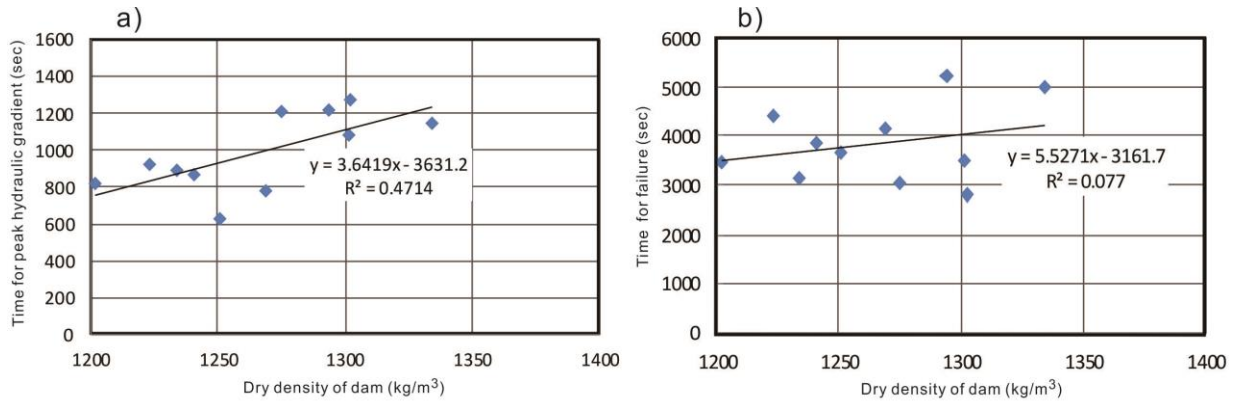 a)
Time for peak hydraulic gradient (sec)
1600
1400
1200
1000
800
600
400
200
0
y = 3.6419x - 3631.2
R² = 0.4714
1200 1250 1300 1350 1400
Dry density of dam (kg/m³)
b)
Time for failure (sec)
6000
5000
4000
3000
2000
1000
0
y = 5.5271x - 3161.7
R² = 0.077
1200 1250 1300 1350 1400
Dry density of dam (kg/m³)